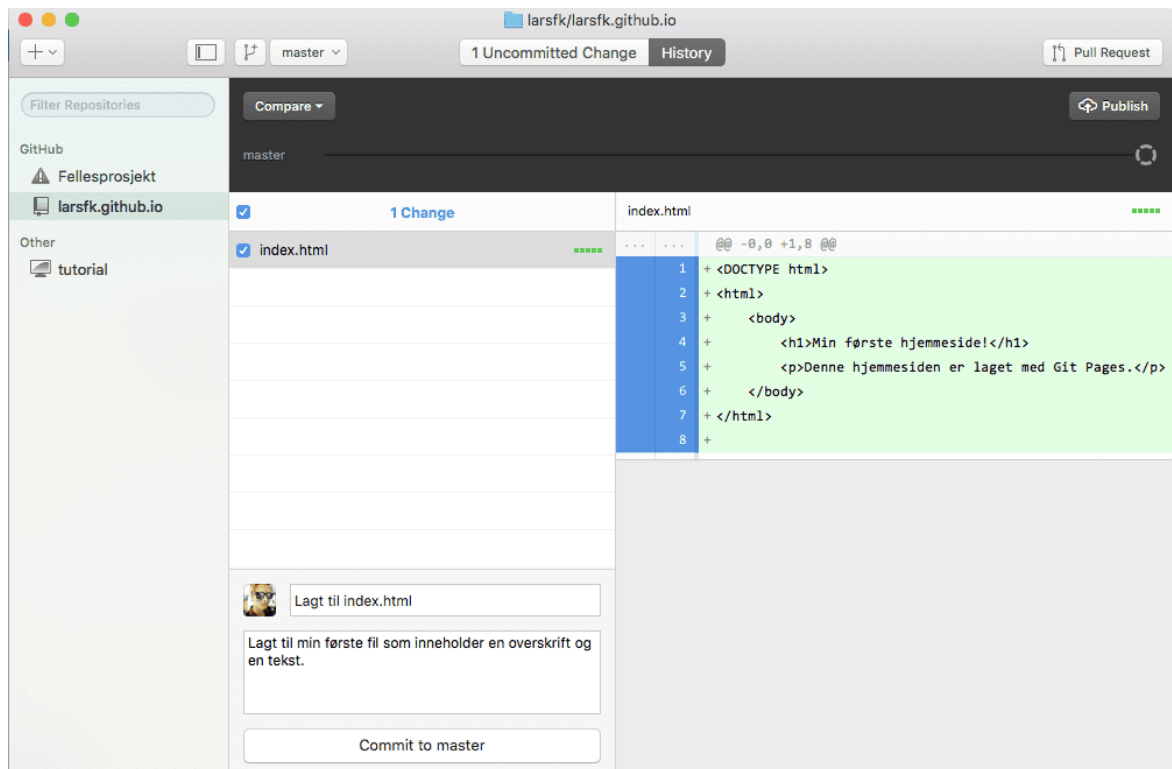 larsfk/larsfk.github.io
master
1 Uncommitted Change
History
Pull Request
Filter Repositories
GitHub
Fellesprosjekt
larsfk.github.io
Other
tutorial
Compare
Publish
master
1 Change
index.html
Lagt til index.html
Lagt til min første fil som inneholder en overskrift og
en tekst.
Commit to master
index.html
... ... @@ -0,0 +1,8 @@
1 + <DOCTYPE html>
2 + <html>
3 + <body>
4 + <h1>Min første hjemmeside!</h1>
5 + <p>Denne hjemmesiden er laget med Git Pages.</p>
6 + </body>
7 + </html>
8 +